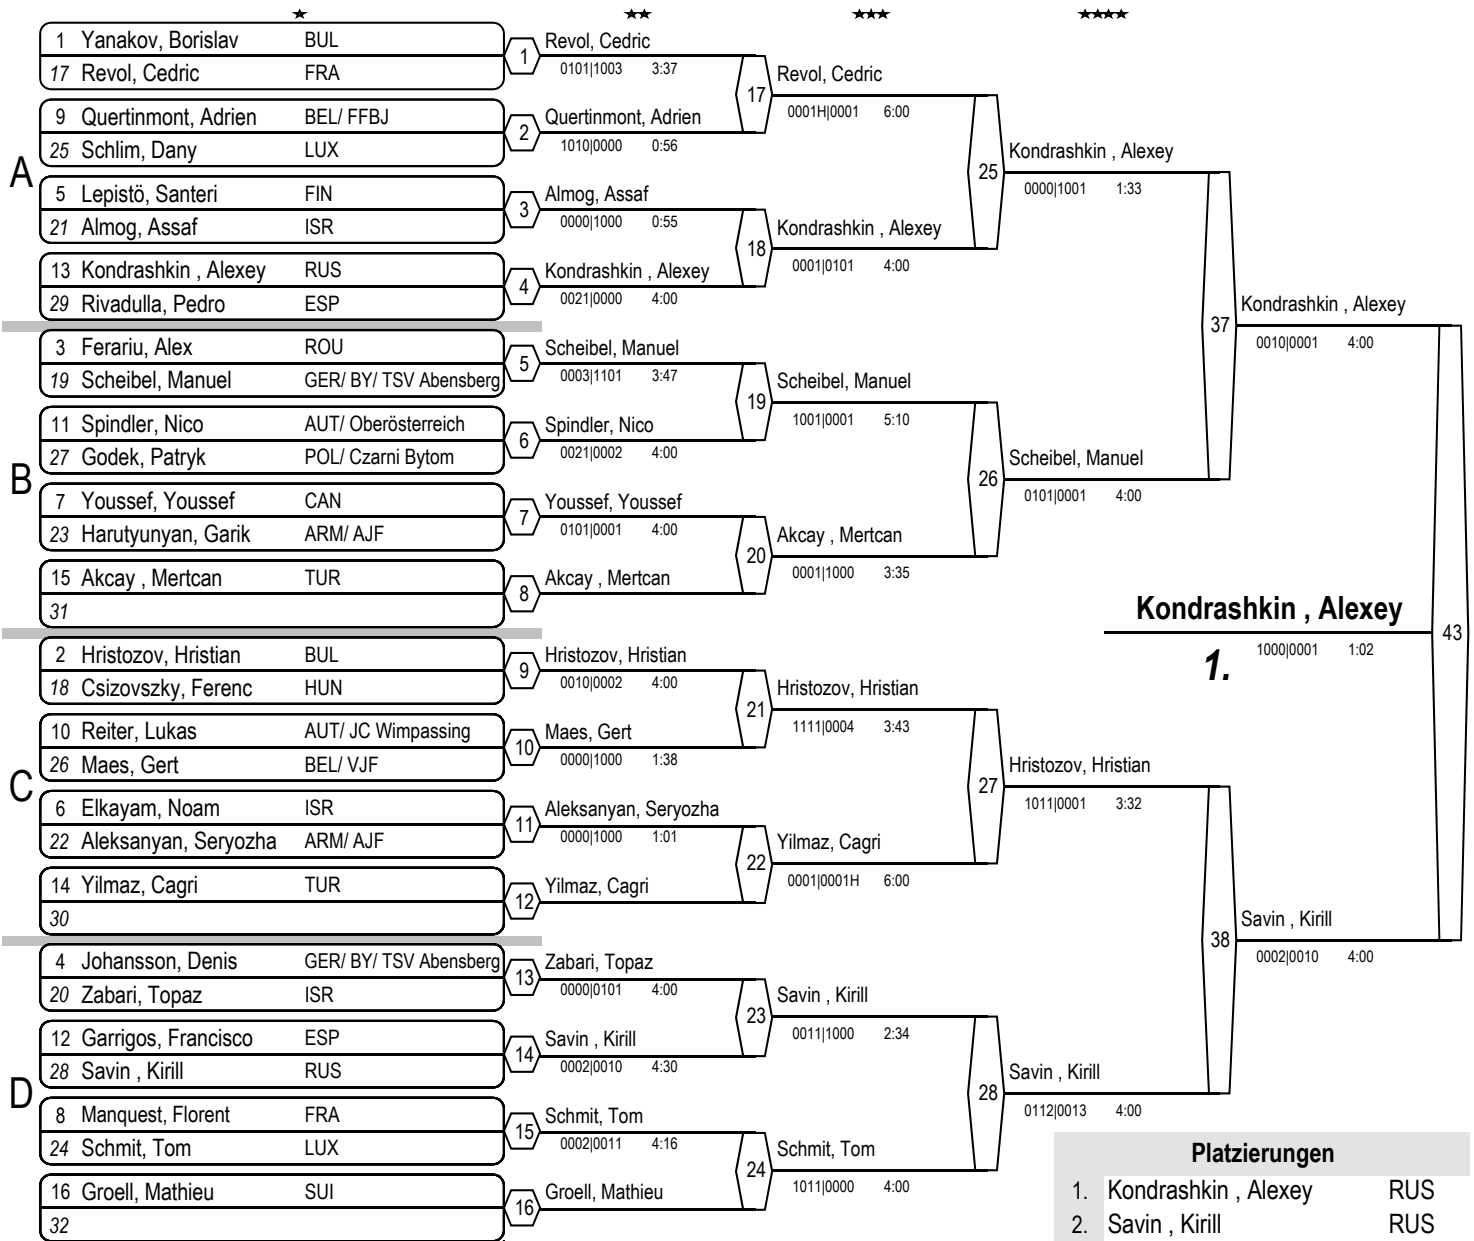 ★ ★★ ★★★ ★★★★
A
1 Yanakov, Borislav BUL
17 Revol, Cedric FRA
9 Quertinmont, Adrien BEL/ FFBJ
25 Schlim, Dany LUX
5 Lepistö, Santeri FIN
21 Almog, Assaf ISR
13 Kondrashkin , Alexey RUS
29 Rivadulla, Pedro ESP
B
3 Ferariu, Alex ROU
19 Scheibel, Manuel GER/ BY/ TSV Abensberg
11 Spindler, Nico AUT/ Oberösterreich
27 Godek, Patryk POL/ Czarni Bytom
7 Youssef, Youssef CAN
23 Harutyunyan, Garik ARM/ AJF
15 Akcay , Mertcan TUR
31
C
2 Hristozov, Hristian BUL
18 Csizovszky, Ferenc HUN
10 Reiter, Lukas AUT/ JC Wimpassing
26 Maes, Gert BEL/ VJF
6 Elkayam, Noam ISR
22 Aleksanyan, Seryozha ARM/ AJF
14 Yilmaz, Cagri TUR
30
D
4 Johansson, Denis GER/ BY/ TSV Abensberg
20 Zabari, Topaz ISR
12 Garrigos, Francisco ESP
28 Savin , Kirill RUS
8 Manquest, Florent FRA
24 Schmit, Tom LUX
16 Groell, Mathieu SUI
32
1 Revol, Cedric
0101|1003 3:37
2 Quertinmont, Adrien
1010|0000 0:56
3 Almog, Assaf
0000|1000 0:55
4 Kondrashkin , Alexey
0021|0000 4:00
5 Scheibel, Manuel
0003|1101 3:47
6 Spindler, Nico
0021|0002 4:00
7 Youssef, Youssef
0101|0001 4:00
8 Akcay , Mertcan
9 Hristozov, Hristian
0010|0002 4:00
10 Maes, Gert
0000|1000 1:38
11 Aleksanyan, Seryozha
0000|1000 1:01
12 Yilmaz, Cagri
13 Zabari, Topaz
0000|0101 4:00
14 Savin , Kirill
0002|0010 4:30
15 Schmit, Tom
0002|0011 4:16
16 Groell, Mathieu
17 Revol, Cedric
0001H|0001 6:00
18 Kondrashkin , Alexey
0001|0101 4:00
19 Scheibel, Manuel
1001|0001 5:10
20 Akcay , Mertcan
0001|1000 3:35
21 Hristozov, Hristian
1111|0004 3:43
22 Yilmaz, Cagri
0001|0001H 6:00
23 Savin , Kirill
0011|1000 2:34
24 Schmit, Tom
1011|0000 4:00
25 Kondrashkin , Alexey
0000|1001 1:33
26 Scheibel, Manuel
0101|0001 4:00
27 Hristozov, Hristian
1011|0001 3:32
28 Savin , Kirill
0112|0013 4:00
37 Kondrashkin , Alexey
0010|0001 4:00
38 Savin , Kirill
0002|0010 4:00
43
Kondrashkin , Alexey
1. 1000|0001 1:02
Platzierungen
1. Kondrashkin , Alexey RUS
2. Savin , Kirill RUS